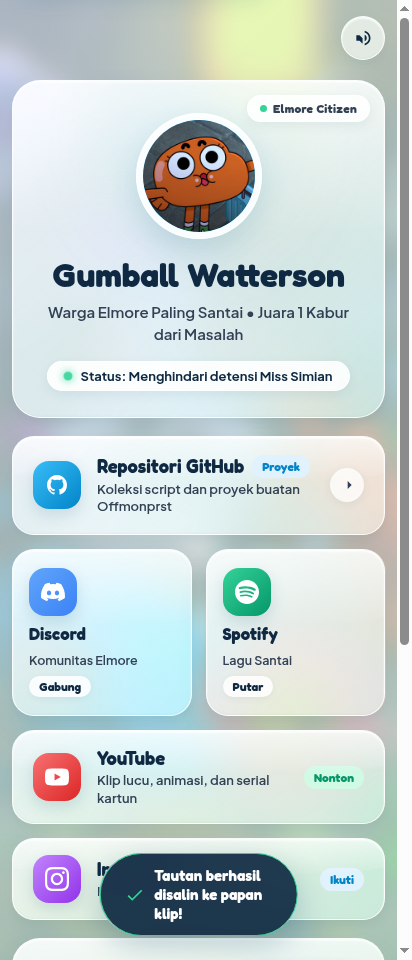 Elmore Citizen
Gumball Watterson
Warga Elmore Paling Santai • Juara 1 Kabur
dari Masalah
Status: Menghindari detensi Miss Simian
Repositori GitHub
Proyek
Koleksi script dan proyek buatan
Offmonprst
Discord
Komunitas Elmore
Gabung
Spotify
Lagu Santai
Putar
YouTube
Klip lucu, animasi, dan serial
kartun
Nonton
Ikuti
Tautan berhasil
disalin ke papan
klip!